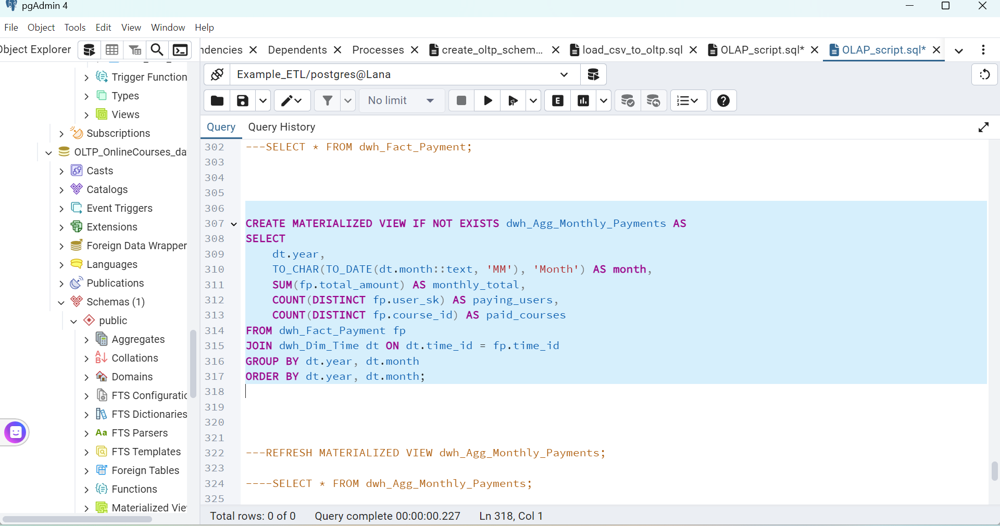 pgAdmin 4
File Object Tools Edit View Window Help
Object Explorer
ndencies Dependents Processes create_oltp_schem... load_csv_to_oltp.sql OLAP_script.sql* OLAP_script.sql*
Example_ETL/postgres@Lana
No limit
Query Query History
Trigger Function
Types
Views
Subscriptions
OLTP_OnlineCourses_da
Casts
Catalogs
Event Triggers
Extensions
Foreign Data Wrapper
Languages
Publications
Schemas (1)
public
Aggregates
Collations
Domains
FTS Configuratio
FTS Dictionaries
Aa FTS Parsers
FTS Templates
Foreign Tables
Functions
Materialized Vie
302 ---SELECT * FROM dwh_Fact_Payment;
303
304
305
306
307 CREATE MATERIALIZED VIEW IF NOT EXISTS dwh_Agg_Monthly_Payments AS
308 SELECT
309 dt.year,
310 TO_CHAR(TO_DATE(dt.month::text, 'MM'), 'Month') AS month,
311 SUM(fp.total_amount) AS monthly_total,
312 COUNT(DISTINCT fp.user_sk) AS paying_users,
313 COUNT(DISTINCT fp.course_id) AS paid_courses
314 FROM dwh_Fact_Payment fp
315 JOIN dwh_Dim_Time dt ON dt.time_id = fp.time_id
316 GROUP BY dt.year, dt.month
317 ORDER BY dt.year, dt.month;
318
319
320
321
322 ---REFRESH MATERIALIZED VIEW dwh_Agg_Monthly_Payments;
323
324 ----SELECT * FROM dwh_Agg_Monthly_Payments;
325
Total rows: 0 of 0 Query complete 00:00:00.227 Ln 318, Col 1